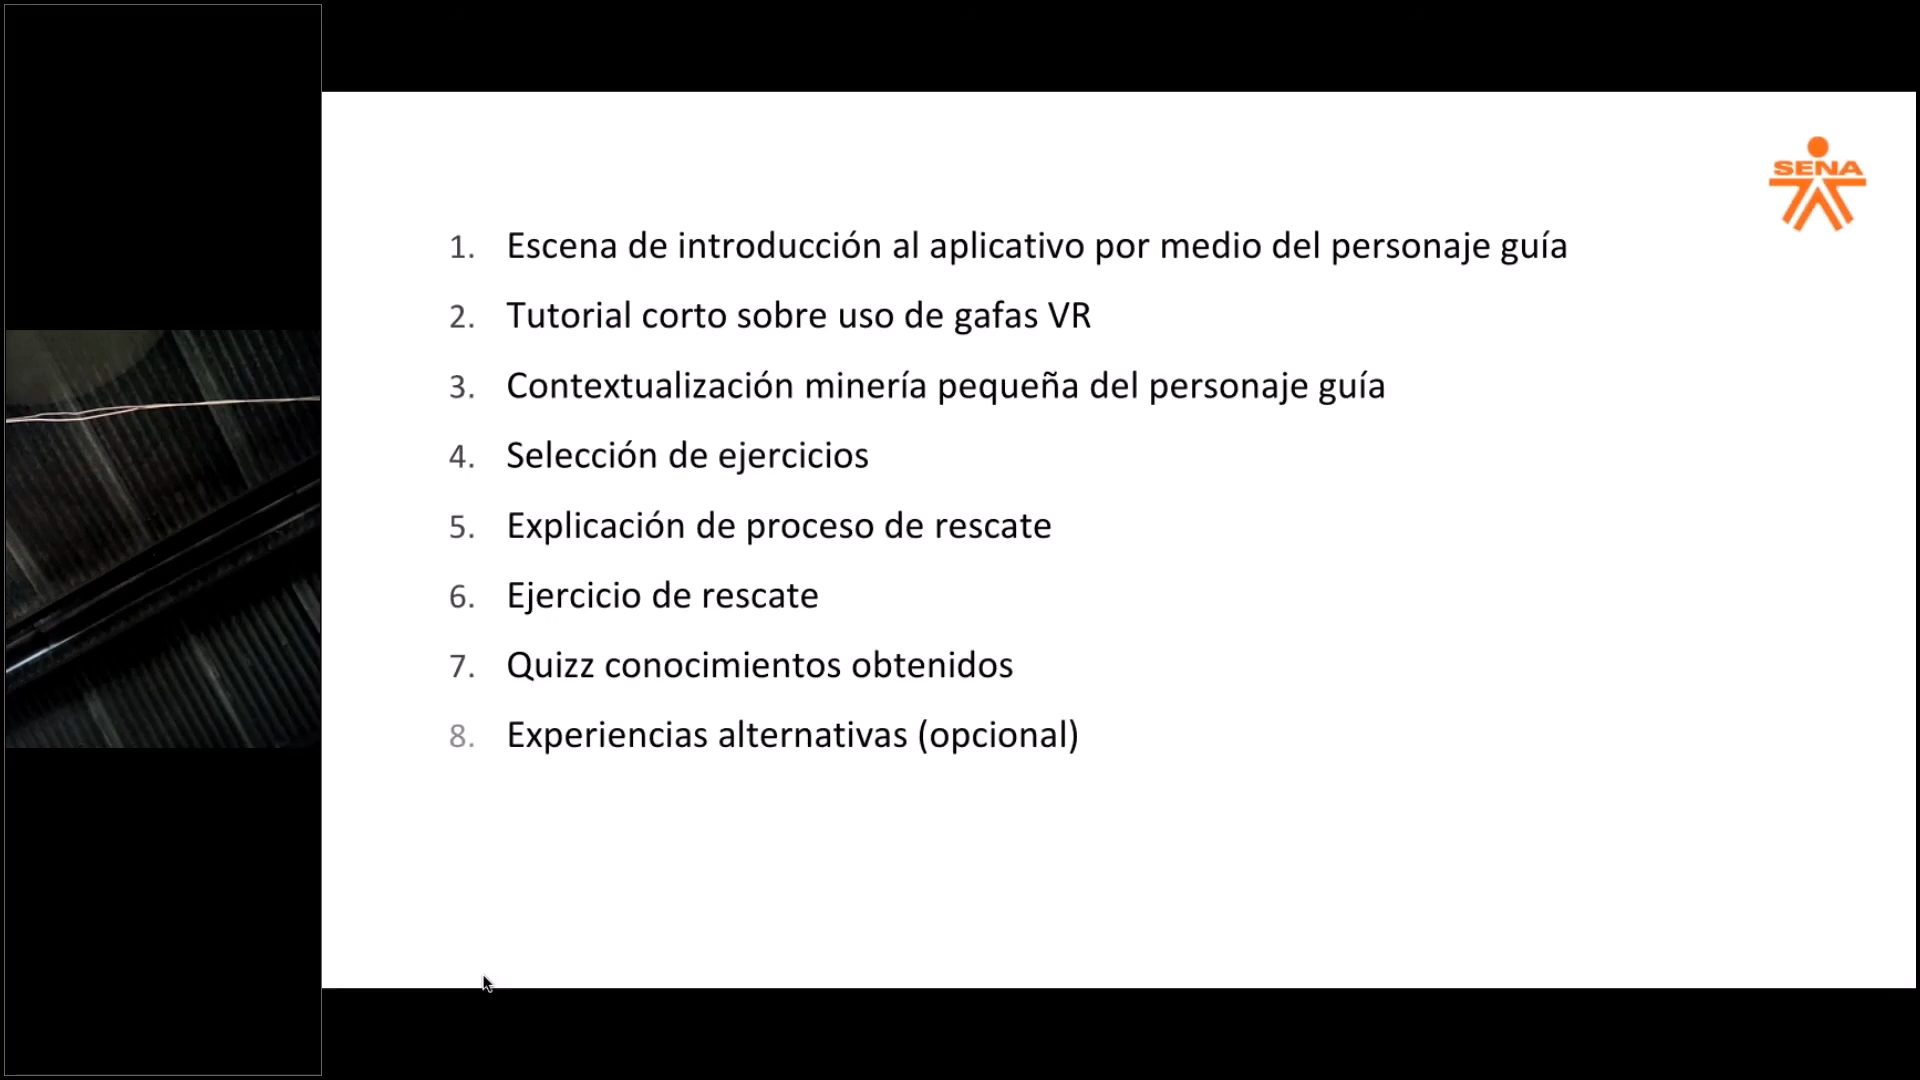 SENA
1. Escena de introducción al aplicativo por medio del personaje guía
2. Tutorial corto sobre uso de gafas VR
3. Contextualización minería pequeña del personaje guía
4. Selección de ejercicios
5. Explicación de proceso de rescate
6. Ejercicio de rescate
7. Quizz conocimientos obtenidos
8. Experiencias alternativas (opcional)